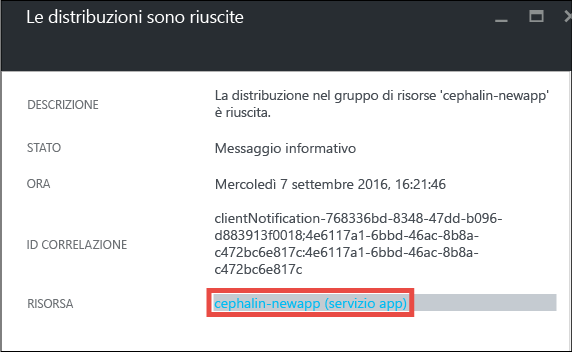 Le distribuzioni sono riuscite
DESCRIZIONE
La distribuzione nel gruppo di risorse 'cephalin-newapp'
è riuscita.
STATO
Messaggio informativo
ORA
Mercoledì 7 settembre 2016, 16:21:46
ID CORRELAZIONE
clientNotification-768336bd-8348-47dd-b096-
d883913f0018;4e6117a1-6bbd-46ac-8b8a-
c472bc6e817c:4e6117a1-6bbd-46ac-8b8a-
c472bc6e817c
RISORSA
cephalin-newapp (servizio app)